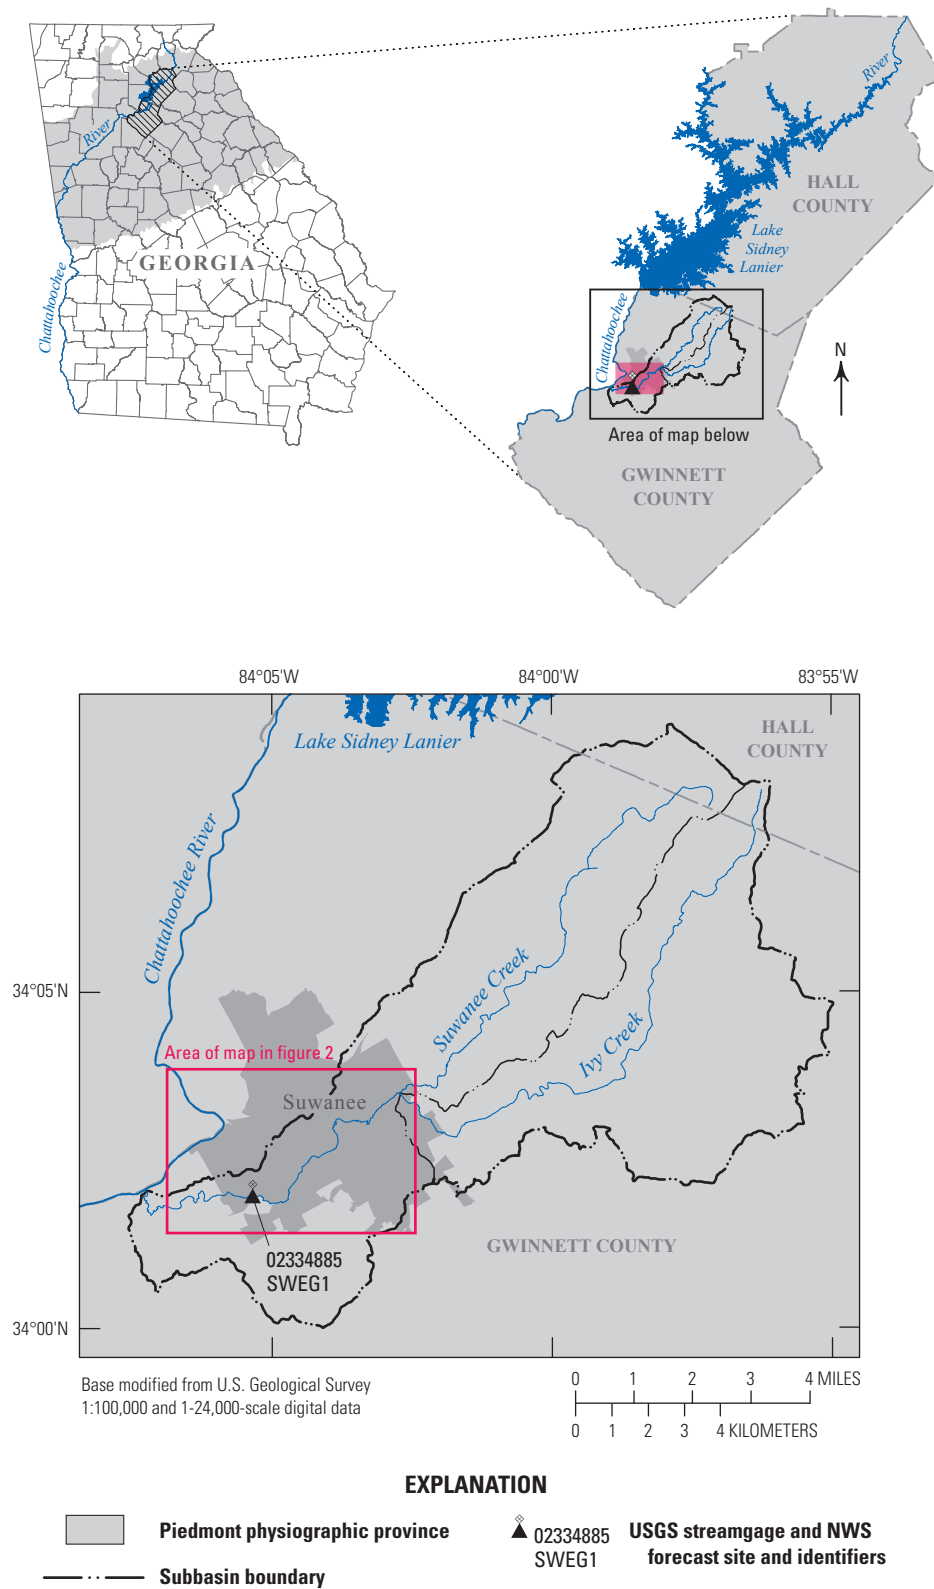 River
GEORGIA
Chattahoochee
River
HALL
COUNTY
Lake
Sidney
Lanier
Chattahoochee
N
Area of map below
GWINNETT
COUNTY
84°05'W
84°00'W
83°55'W
HALL
COUNTY
Lake Sidney Lanier
Chattahoochee River
34°05'N
Suwanee Creek
Ivy Creek
Area of map in figure 2
Suwanee
02334885
SWEG1
GWINNETT COUNTY
34°00'N
Base modified from U.S. Geological Survey
1:100,000 and 1-24,000-scale digital data
0 1 2 3 4 MILES
0 1 2 3 4 KILOMETERS
EXPLANATION
Piedmont physiographic province
Subbasin boundary
02334885
SWEG1
USGS streamgage and NWS
forecast site and identifiers